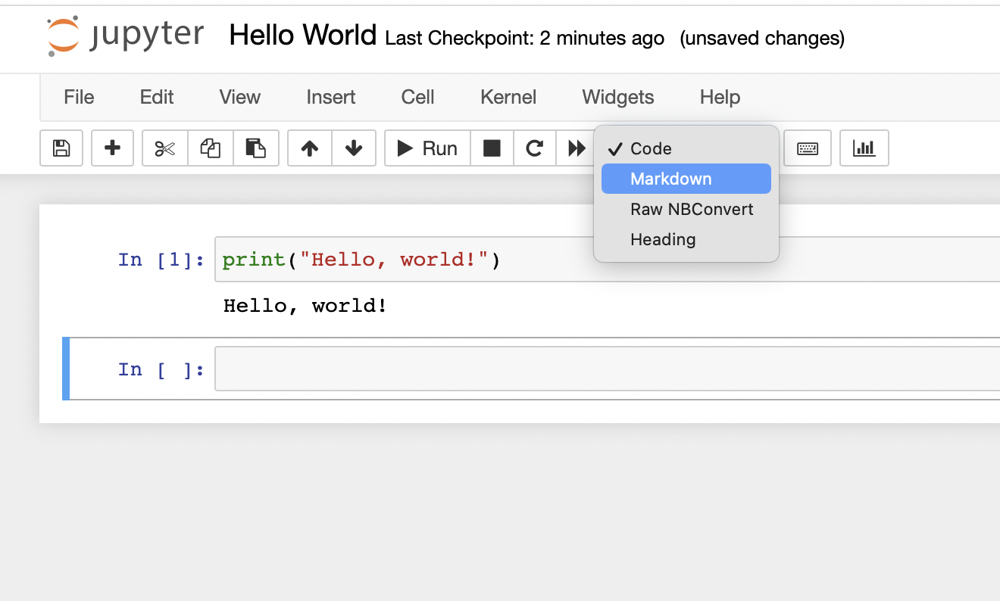 jupyter Hello World Last Checkpoint: 2 minutes ago (unsaved changes)
File Edit View Insert Cell Kernel Widgets Help
Run
✓ Code
Markdown
Raw NBConvert
Heading
In [1]: print("Hello, world!")
Hello, world!
In [ ]: